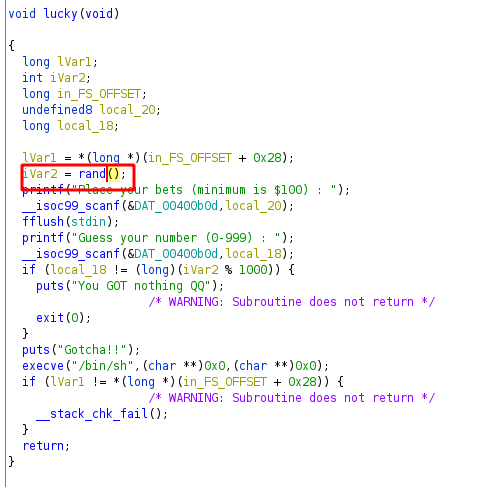 void lucky(void)
{
long lVar1;
int iVar2;
long in_FS_OFFSET;
undefined8 local_20;
long local_18;
lVar1 = *(long *)(in_FS_OFFSET + 0x28);
iVar2 = rand();
printf("Place your bets (minimum is $100) : ");
__isoc99_scanf(&DAT_00400b0d,local_20);
fflush(stdin);
printf("Guess your number (0-999) : ");
__isoc99_scanf(&DAT_00400b0d,local_18);
if (local_18 != (long)(iVar2 % 1000)) {
puts("You GOT nothing QQ");
/* WARNING: Subroutine does not return */
exit(0);
}
puts("Gotcha!!");
execve("/bin/sh",(char **)0x0,(char **)0x0);
if (lVar1 != *(long *)(in_FS_OFFSET + 0x28)) {
/* WARNING: Subroutine does not return */
__stack_chk_fail();
}
return;
}